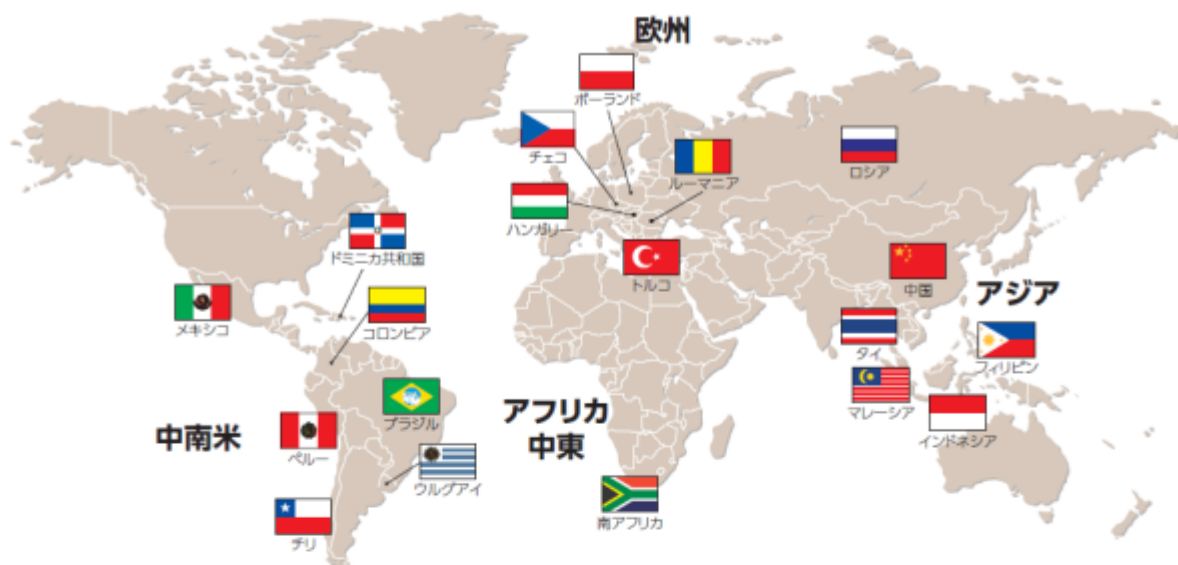 欧州
ポーランド
チェコ
ルーマニア
ロシア
ハンガリー
ドミニカ共和国
トルコ
中国
アジア
メキシコ
コロンビア
タイ
フィリピン
マレーシア
インドネシア
ブラジル
アフリカ
中東
中南米
ペルー
ウルグアイ
南アフリカ
チリ